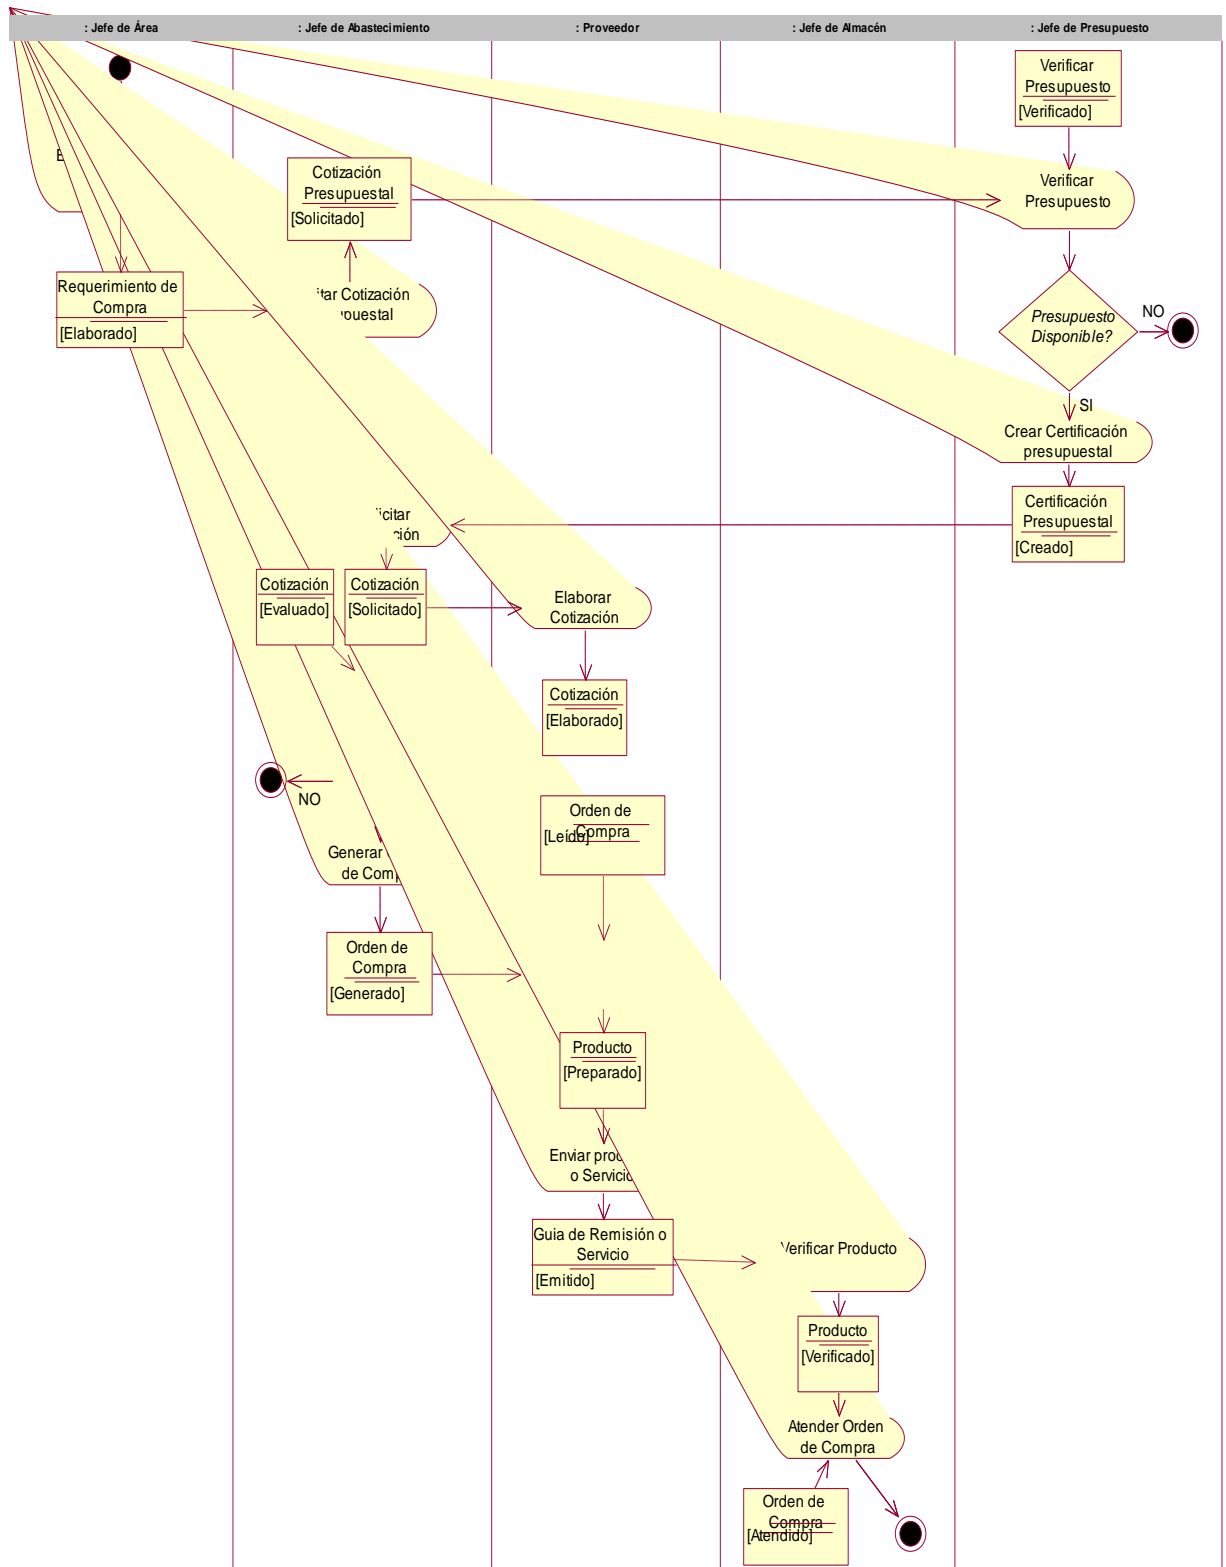 : Jefe de Área
: Jefe de Abastecimiento
: Proveedor
: Jefe de Almacén
: Jefe de Presupuesto
Verificar
Presupuesto
[Verificado]
Cotización
Presupuestal
[Solicitado]
Verificar
Presupuesto
Requerimiento de
Compra
[Elaborado]
Cotización
Presupuesto
Disponible?
NO
SI
Crear Certificación
presupuestal
Certificación
Presupuestal
[Creado]
Cotización
[Evaluado]
Cotización
[Solicitado]
Elaborar
Cotización
Cotización
[Elaborado]
NO
Orden de
Compra
[Leído]
Generar
de
Orden de
Compra
[Generado]
Producto
[Preparado]
Enviar
o
Guia de Remisión o
Servicio
[Emitido]
Verificar Producto
Producto
[Verificado]
Atender Orden
de Compra
Orden de
Compra
[Atendido]